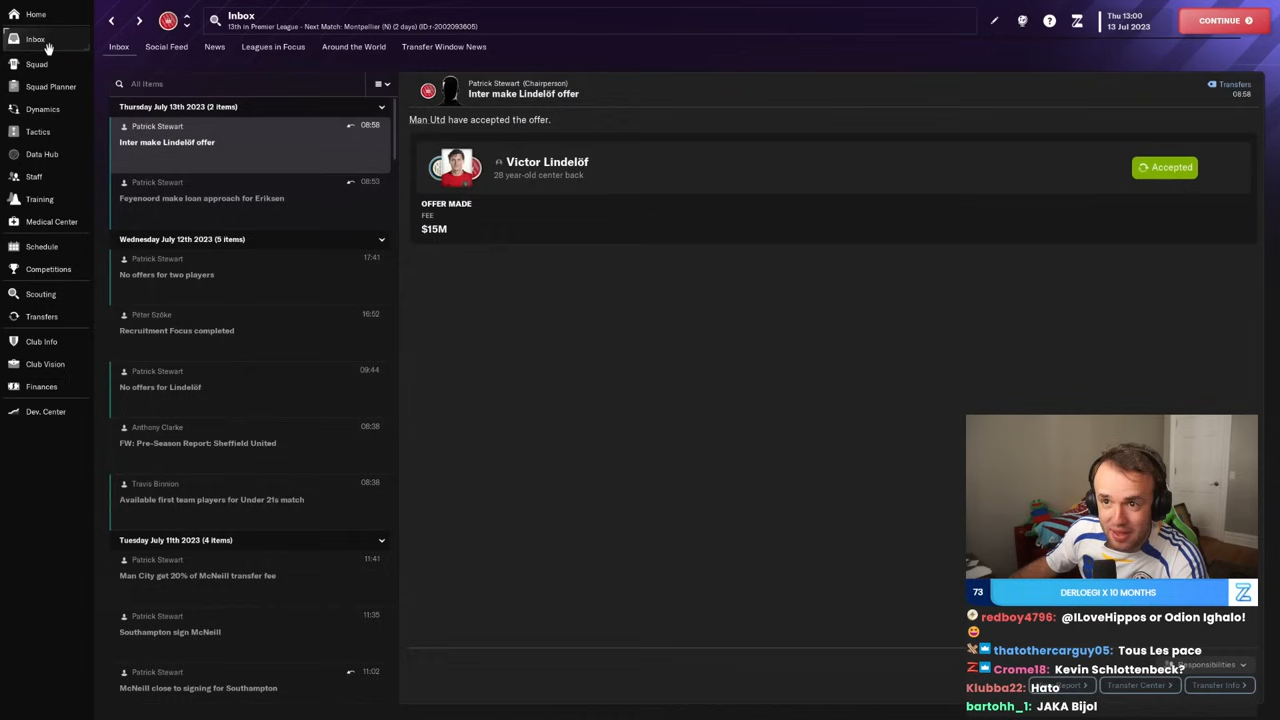 Home
Inbox
Squad
Squad Planner
Dynamics
Tactics
Data Hub
Staff
Training
Medical Center
Schedule
Competitions
Scouting
Transfers
Club Info
Club Vision
Finances
Dev. Center
Inbox
13th in Premier League - Next Match: Montpellier (N) (2 days) (ID:r-2002093605)
Thu 13:00
13 Jul 2023
CONTINUE
Inbox
Social Feed
News
Leagues in Focus
Around the World
Transfer Window News
All Items
Thursday July 13th 2023 (2 items)
Patrick Stewart
08:58
Inter make Lindelöf offer
Patrick Stewart
08:53
Feyenoord make loan approach for Eriksen
Wednesday July 12th 2023 (5 items)
Patrick Stewart
17:41
No offers for two players
Péter Szőke
16:52
Recruitment Focus completed
Patrick Stewart
09:44
No offers for Lindelöf
Anthony Clarke
08:38
FW: Pre-Season Report: Sheffield United
Travis Binnion
08:38
Available first team players for Under 21s match
Tuesday July 11th 2023 (4 items)
Patrick Stewart
11:41
Man City get 20% of McNeill transfer fee
Patrick Stewart
11:35
Southampton sign McNeill
Patrick Stewart
11:02
McNeill close to signing for Southampton
Patrick Stewart (Chairperson)
Inter make Lindelöf offer
Transfers
08:58
Man Utd have accepted the offer.
Victor Lindelöf
28 year-old center back
Accepted
OFFER MADE
FEE
$15M
73
DERLOEGI X 10 MONTHS
redboy4796: @ILoveHippos or Odion Ighalo!
thatothercarguy05: Tous Les pace
Responsibilities
Crome18: Kevin Schlottenbeck?
Klubba22: Hato
Report
Transfer Center
Transfer Info
bartohh_1: JAKA Bijol